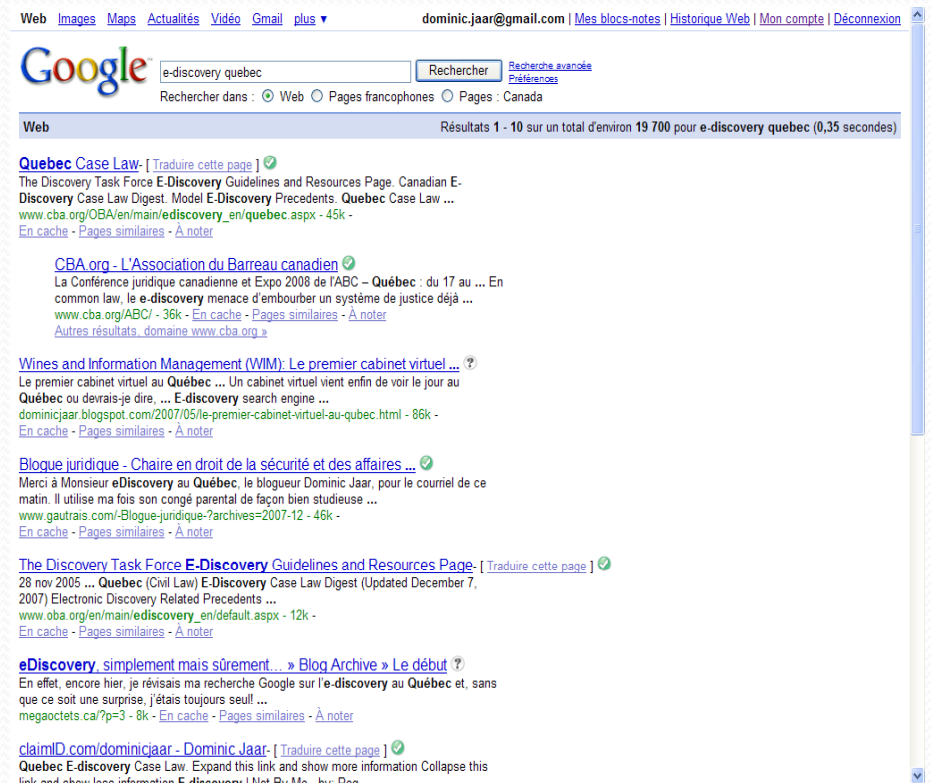 Web Images Maps Actualités Vidéo Gmail plus ▼ dominic.jaar@gmail.com | Mes blocs-notes | Historique Web | Mon compte | Déconnexion
Google e-discovery quebec Rechercher Recherche avancée
Préférences
Rechercher dans : Web Pages francophones Pages : Canada
Web Résultats 1 - 10 sur un total d'environ 19 700 pour e-discovery quebec (0,35 secondes)
Quebec Case Law- [ Traduire cette page ]
The Discovery Task Force E-Discovery Guidelines and Resources Page. Canadian E-
Discovery Case Law Digest. Model E-Discovery Precedents. Quebec Case Law ...
www.cba.org/OBA/en/main/ediscovery_en/quebec.aspx - 45k -
En cache - Pages similaires - À noter
CBA.org - L'Association du Barreau canadien
La Conférence juridique canadienne et Expo 2008 de l'ABC – Québec : du 17 au ... En
common law, le e-discovery menace d'embourber un système de justice déjà ...
www.cba.org/ABC/ - 36k - En cache - Pages similaires - À noter
Autres résultats, domaine www.cba.org »
Wines and Information Management (WIM): Le premier cabinet virtuel ... ?
Le premier cabinet virtuel au Québec ... Un cabinet virtuel vient enfin de voir le jour au
Québec ou devrais-je dire, ... E-discovery search engine ...
dominicjaar.blogspot.com/2007/05/le-premier-cabinet-virtuel-au-qubec.html - 86k -
En cache - Pages similaires - À noter
Blogue juridique - Chaire en droit de la sécurité et des affaires ...
Merci à Monsieur eDiscovery au Québec, le blogueur Dominic Jaar, pour le courriel de ce
matin. Il utilise ma fois son congé parental de façon bien studieuse ...
www.gautrais.com/-Blogue-juridique-?archives=2007-12 - 46k -
En cache - Pages similaires - À noter
The Discovery Task Force E-Discovery Guidelines and Resources Page- [ Traduire cette page ]
28 nov 2005 ... Quebec (Civil Law) E-Discovery Case Law Digest (Updated December 7,
2007) Electronic Discovery Related Precedents ...
www.oba.org/en/main/ediscovery_en/default.aspx - 12k -
En cache - Pages similaires - À noter
eDiscovery, simplement mais sûrement... » Blog Archive » Le début ?
En effet, encore hier, je révisais ma recherche Google sur l'e-discovery au Québec et, sans
que ce soit une surprise, j'étais toujours seul! ...
megaoctets.ca/?p=3 - 8k - En cache - Pages similaires - À noter
claimID.com/dominicjaar - Dominic Jaar- [ Traduire cette page ]
Quebec E-discovery Case Law. Expand this link and show more information Collapse this
link and show less information E-discovery | Not By Me - by: Peg